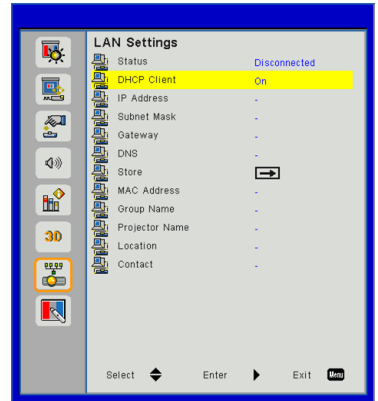 LAN Settings
Status Disconnected
DHCP Client On
IP Address -
Subnet Mask -
Gateway -
DNS -
Store
MAC Address -
Group Name -
Projector Name -
Location -
Contact -
3D
Select Enter Exit Menu